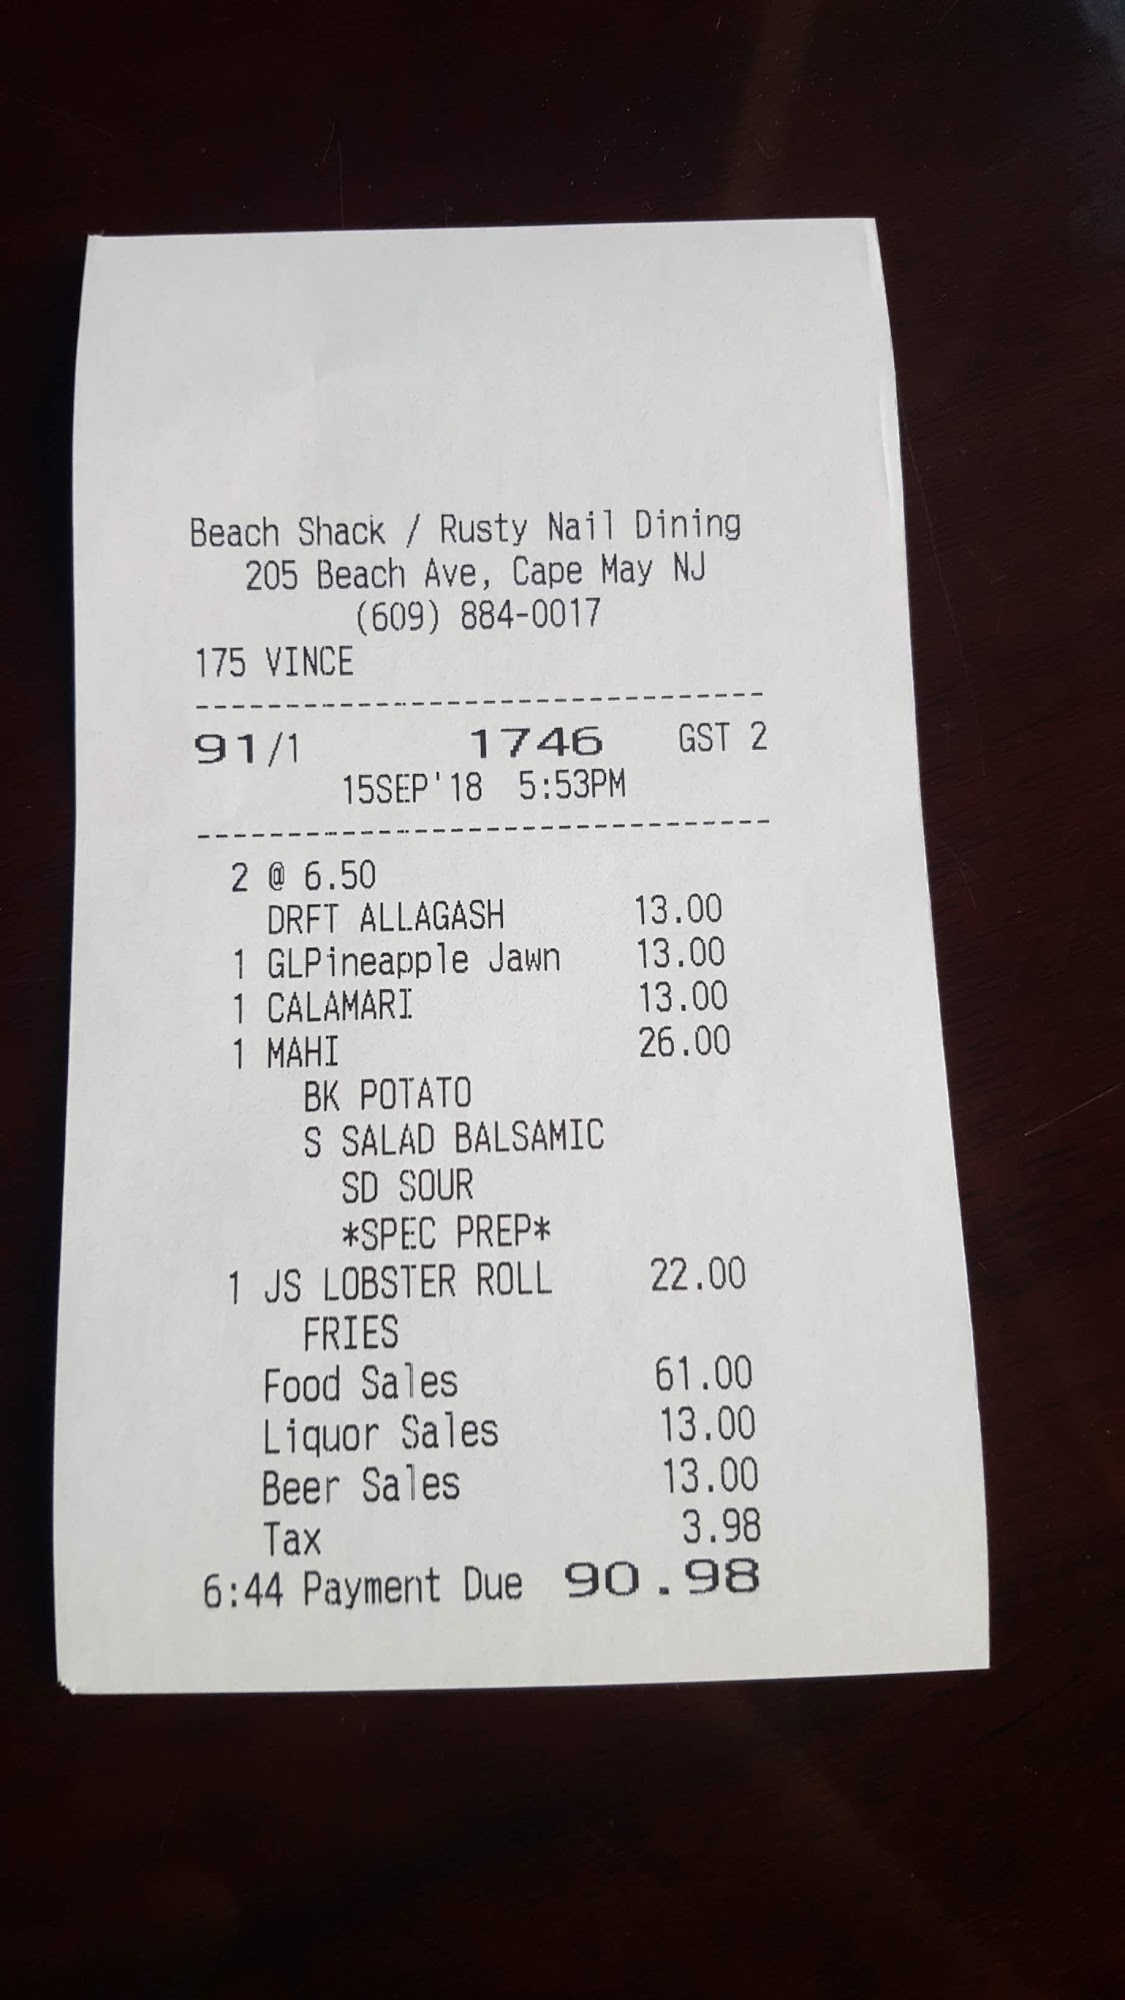 Beach Shack / Rusty Nail Dining
205 Beach Ave, Cape May NJ
(609) 884-0017
175 VINCE
--------------------------------
91/1 1746 GST 2
15SEP'18 5:53PM
--------------------------------
2 @ 6.50
DRFT ALLAGASH 13.00
1 GLPineapple Jawn 13.00
1 CALAMARI 13.00
1 MAHI 26.00
BK POTATO
S SALAD BALSAMIC
SD SOUR
*SPEC PREP*
1 JS LOBSTER ROLL 22.00
FRIES
Food Sales 61.00
Liquor Sales 13.00
Beer Sales 13.00
Tax 3.98
6:44 Payment Due 90.98